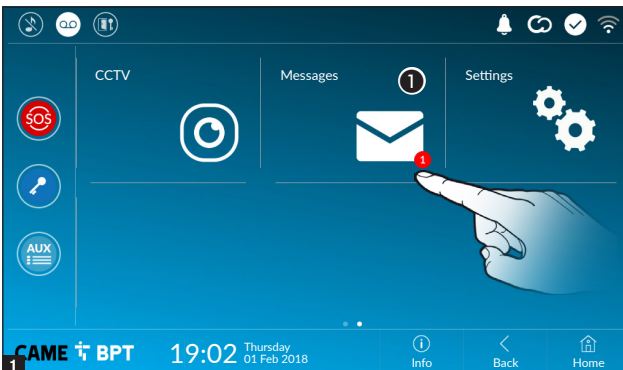 CCTV
Messages
1
Settings
SOS
1
AUX
1
CAME BPT
19:02
Thursday
01 Feb 2018
Info
Back
Home